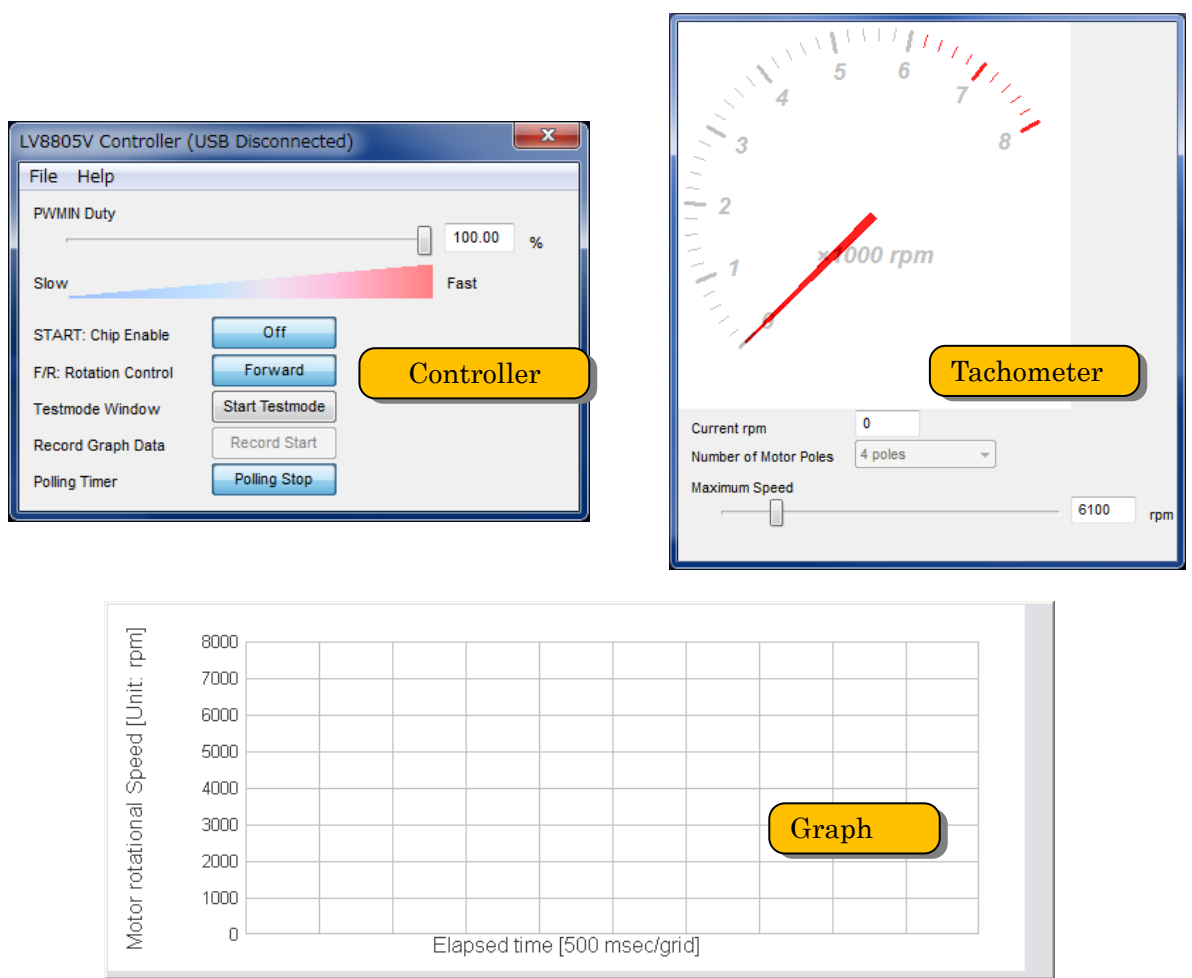 LV8805V Controller (USB Disconnected)
x
File Help
PWMIN Duty
100.00 %
Slow Fast
START: Chip Enable Off
F/R: Rotation Control Forward
Testmode Window Start Testmode
Record Graph Data Record Start
Polling Timer Polling Stop
Controller
0
1
2
3
4
5
6
7
8
×1000 rpm
Tachometer
Current rpm 0
Number of Motor Poles 4 poles
Maximum Speed
6100 rpm
Motor rotational Speed [Unit: rpm]
8000
7000
6000
5000
4000
3000
2000
1000
0
Elapsed time [500 msec/grid]
Graph